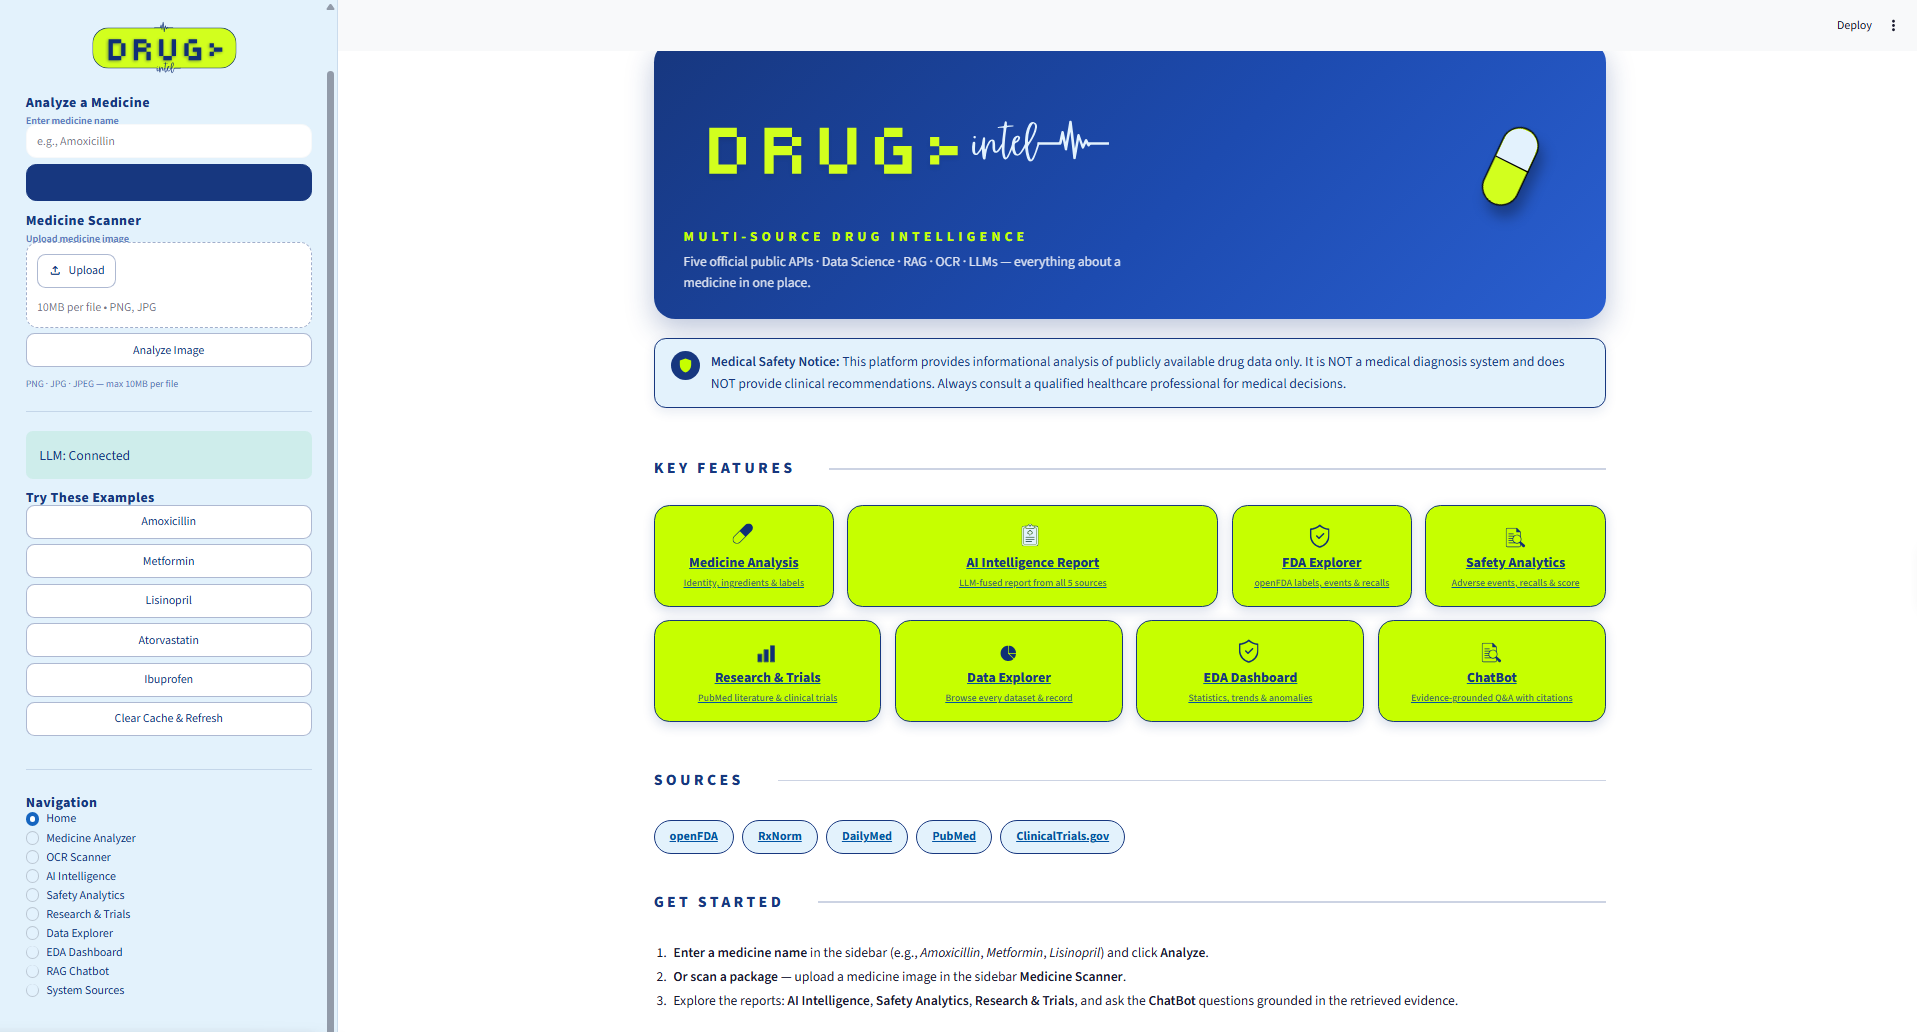 DRUG:-
intel
Analyze a Medicine
Enter medicine name
e.g., Amoxicillin
Medicine Scanner
Upload medicine image
Upload
10MB per file • PNG, JPG
Analyze Image
PNG · JPG · JPEG — max 10MB per file
LLM: Connected
Try These Examples
Amoxicillin
Metformin
Lisinopril
Atorvastatin
Ibuprofen
Clear Cache & Refresh
Navigation
Home
Medicine Analyzer
OCR Scanner
AI Intelligence
Safety Analytics
Research & Trials
Data Explorer
EDA Dashboard
RAG Chatbot
System Sources
Deploy
DRUG:- intel
MULTI-SOURCE DRUG INTELLIGENCE
Five official public APIs · Data Science · RAG · OCR · LLMs — everything about a
medicine in one place.
Medical Safety Notice: This platform provides informational analysis of publicly available drug data only. It is NOT a medical diagnosis system and does
NOT provide clinical recommendations. Always consult a qualified healthcare professional for medical decisions.
KEY FEATURES
Medicine Analysis
Identity, ingredients & labels
AI Intelligence Report
LLM-fused report from all 5 sources
FDA Explorer
openFDA labels, events & recalls
Safety Analytics
Adverse events, recalls & score
Research & Trials
PubMed literature & clinical trials
Data Explorer
Browse every dataset & record
EDA Dashboard
Statistics, trends & anomalies
ChatBot
Evidence-grounded Q&A with citations
SOURCES
openFDA
RxNorm
DailyMed
PubMed
ClinicalTrials.gov
GET STARTED
1. Enter a medicine name in the sidebar (e.g., Amoxicillin, Metformin, Lisinopril) and click Analyze.
2. Or scan a package — upload a medicine image in the sidebar Medicine Scanner.
3. Explore the reports: AI Intelligence, Safety Analytics, Research & Trials, and ask the ChatBot questions grounded in the retrieved evidence.